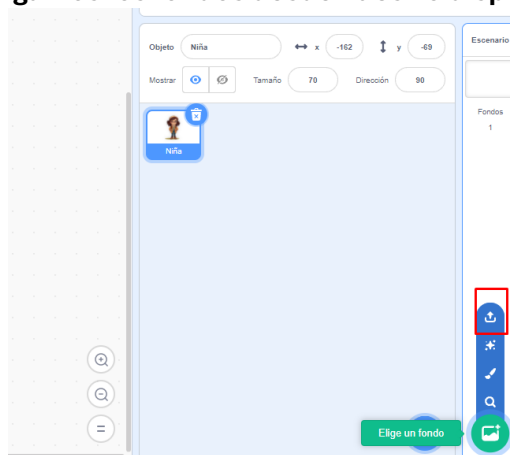 Objeto Niña x -162 y -69
Mostrar Tamaño 70 Dirección 90
Niña
Escenario
Fondos
1
Elige un fondo